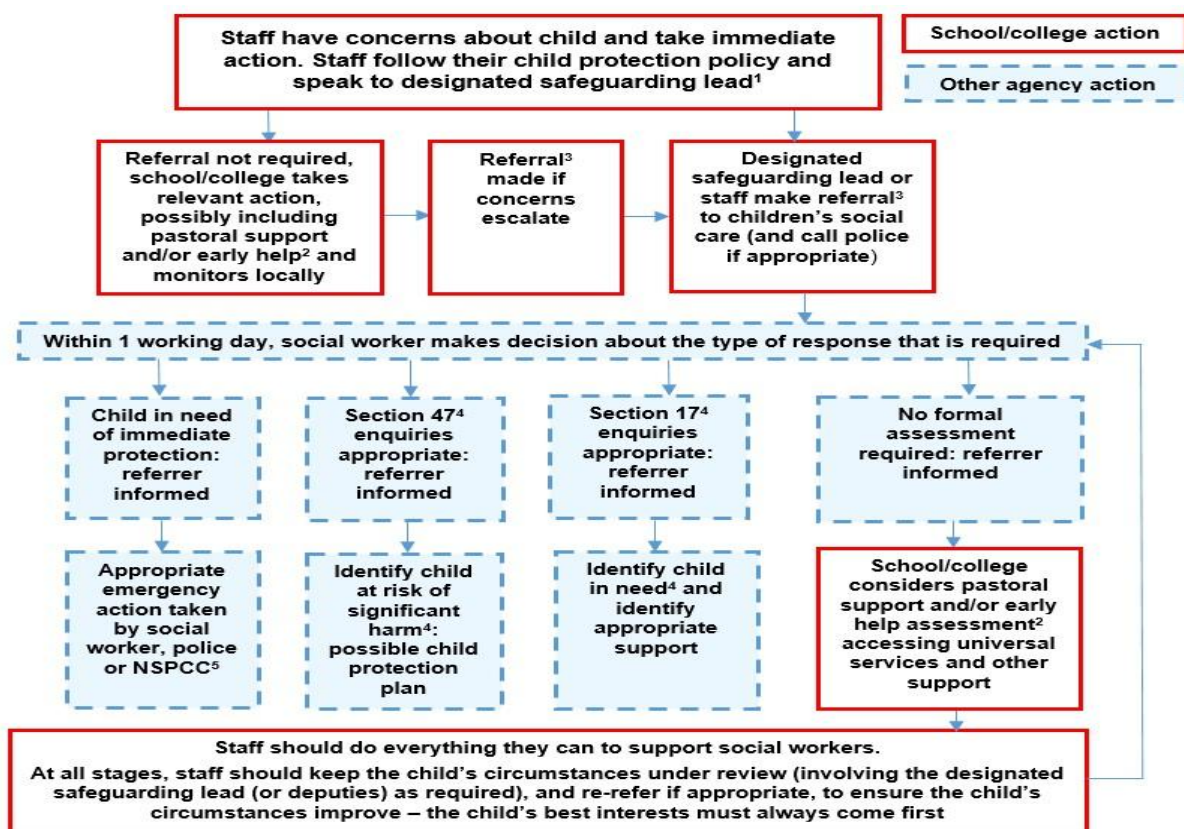 Staff have concerns about child and take immediate
action. Staff follow their child protection policy and
speak to designated safeguarding lead¹
School/college action
Other agency action
Referral not required,
school/college takes
relevant action,
possibly including
pastoral support
and/or early help² and
monitors locally
Referral³
made if
concerns
escalate
Designated
safeguarding lead or
staff make referral³
to children’s social
care (and call police
if appropriate)
Within 1 working day, social worker makes decision about the type of response that is required
Child in need
of immediate
protection:
referrer
informed
Section 47⁴
enquiries
appropriate:
referrer
informed
Section 17⁴
enquiries
appropriate:
referrer
informed
No formal
assessment
required: referrer
informed
Appropriate
emergency
action taken
by social
worker, police
or NSPCC⁵
Identify child
at risk of
significant
harm⁴:
possible child
protection
plan
Identify child
in need⁴ and
identify
appropriate
support
School/college
considers pastoral
support and/or early
help assessment²
accessing universal
services and other
support
Staff should do everything they can to support social workers.
At all stages, staff should keep the child’s circumstances under review (involving the designated
safeguarding lead (or deputies) as required), and re-refer if appropriate, to ensure the child’s
circumstances improve – the child’s best interests must always come first